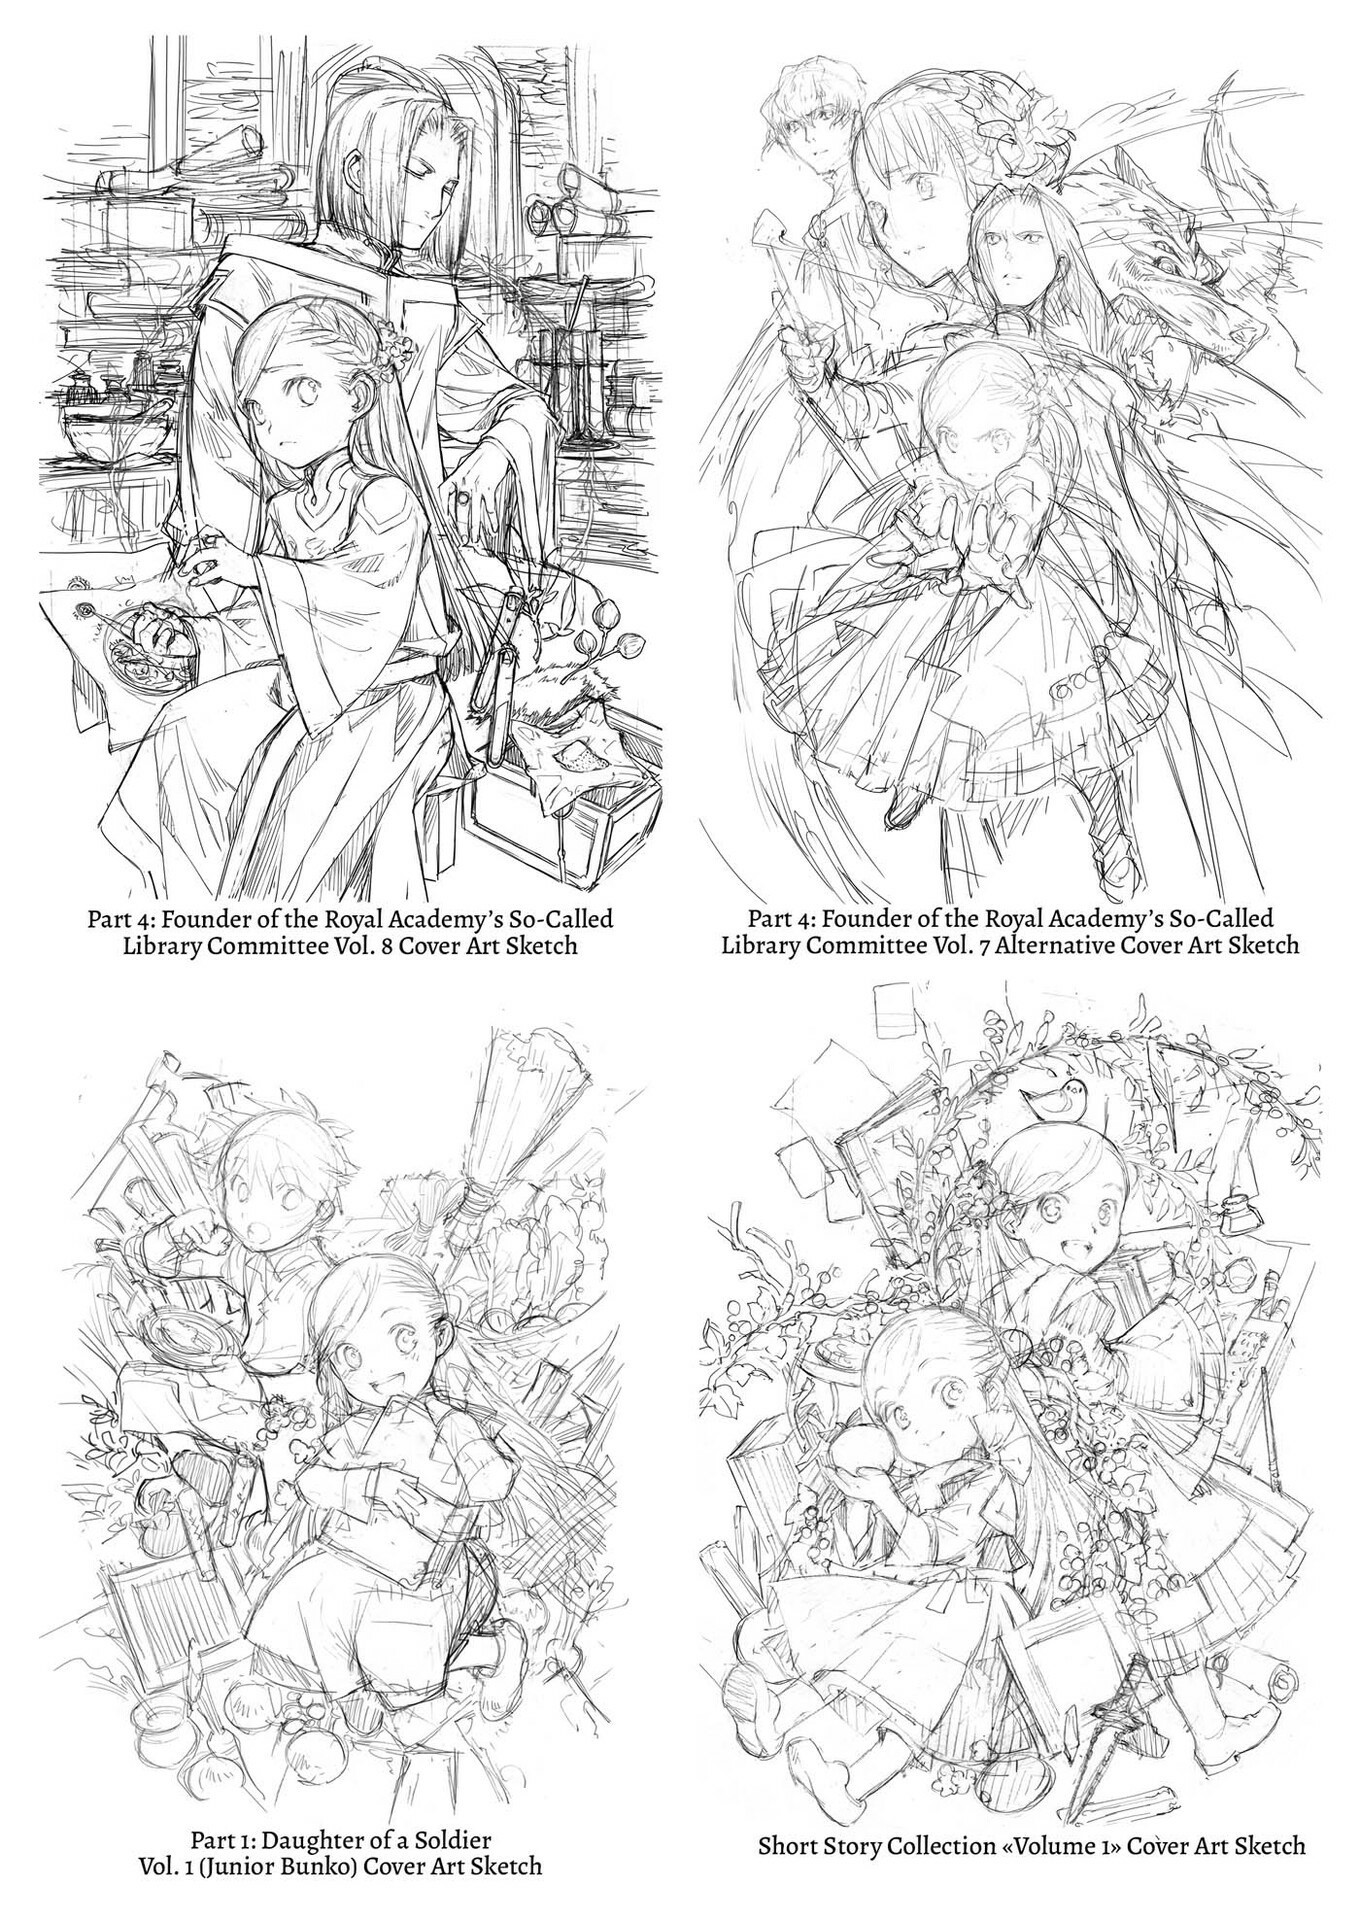 Part 4: Founder of the Royal Academy’s So-Called
Library Committee Vol. 8 Cover Art Sketch
Part 4: Founder of the Royal Academy’s So-Called
Library Committee Vol. 7 Alternative Cover Art Sketch
Part 1: Daughter of a Soldier
Vol. 1 (Junior Bunko) Cover Art Sketch
Short Story Collection «Volume 1» Cover Art Sketch